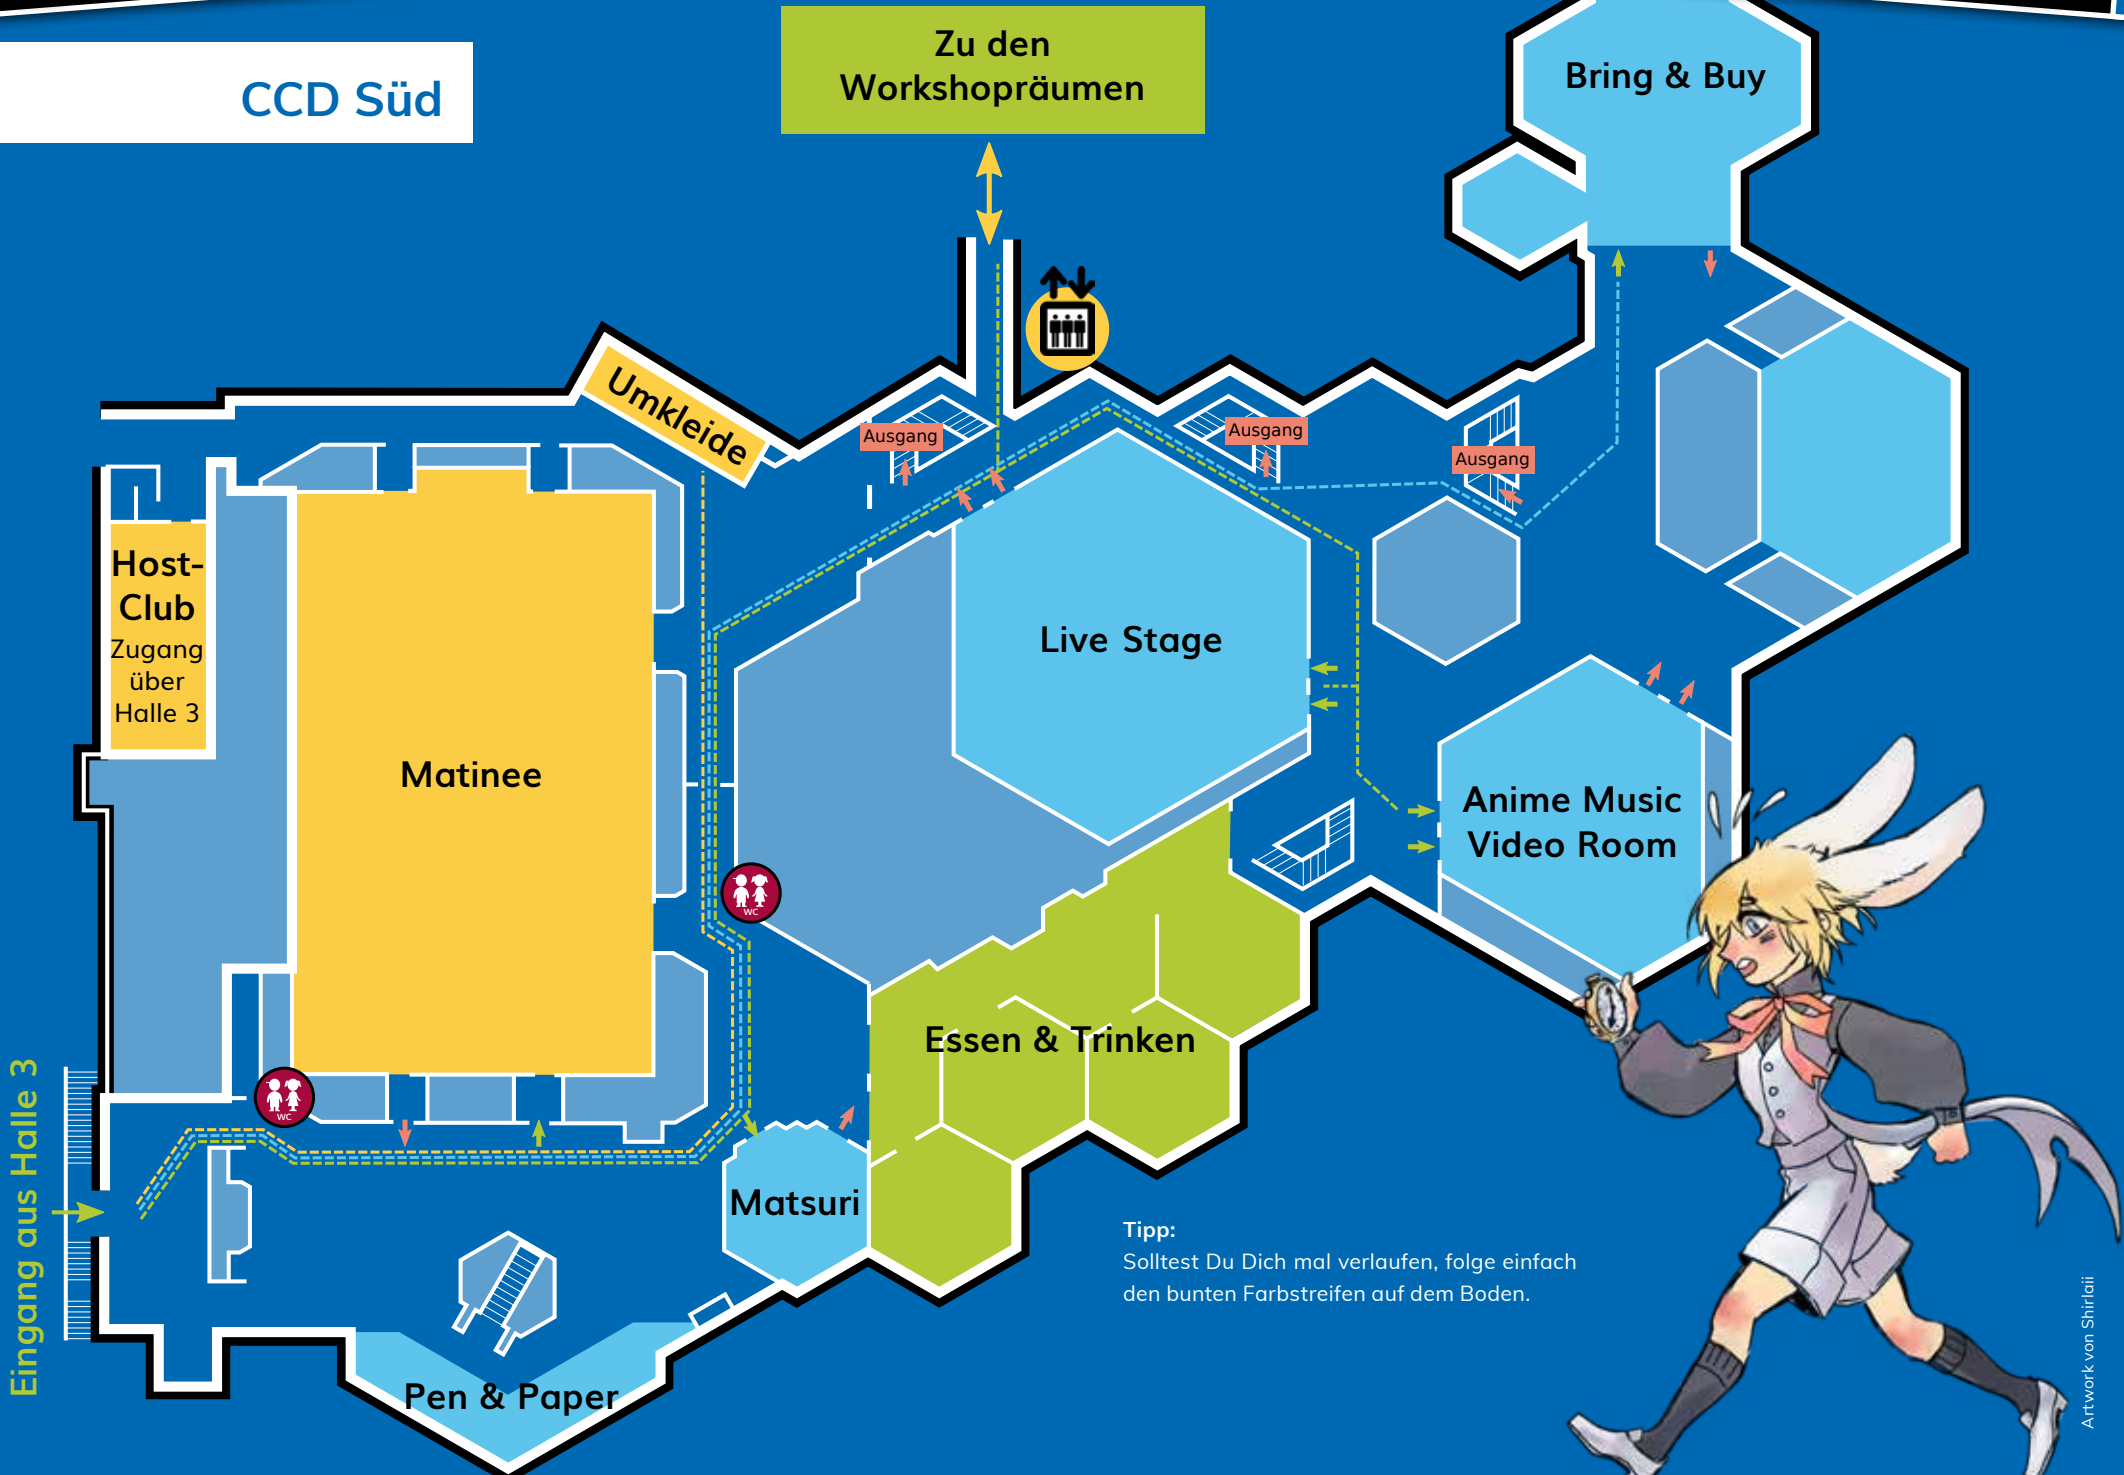 CCD Süd
Zu den
Workshopräumen
Bring & Buy
Umkleide
Ausgang
Ausgang
Ausgang
Host-
Club
Zugang
über
Halle 3
Live Stage
Matinee
Anime Music
Video Room
WC
Essen & Trinken
WC
Eingang aus Halle 3
Matsuri
Tipp:
Solltest Du Dich mal verlaufen, folge einfach
den bunten Farbstreifen auf dem Boden.
Pen & Paper
Artwork von Shirlaii